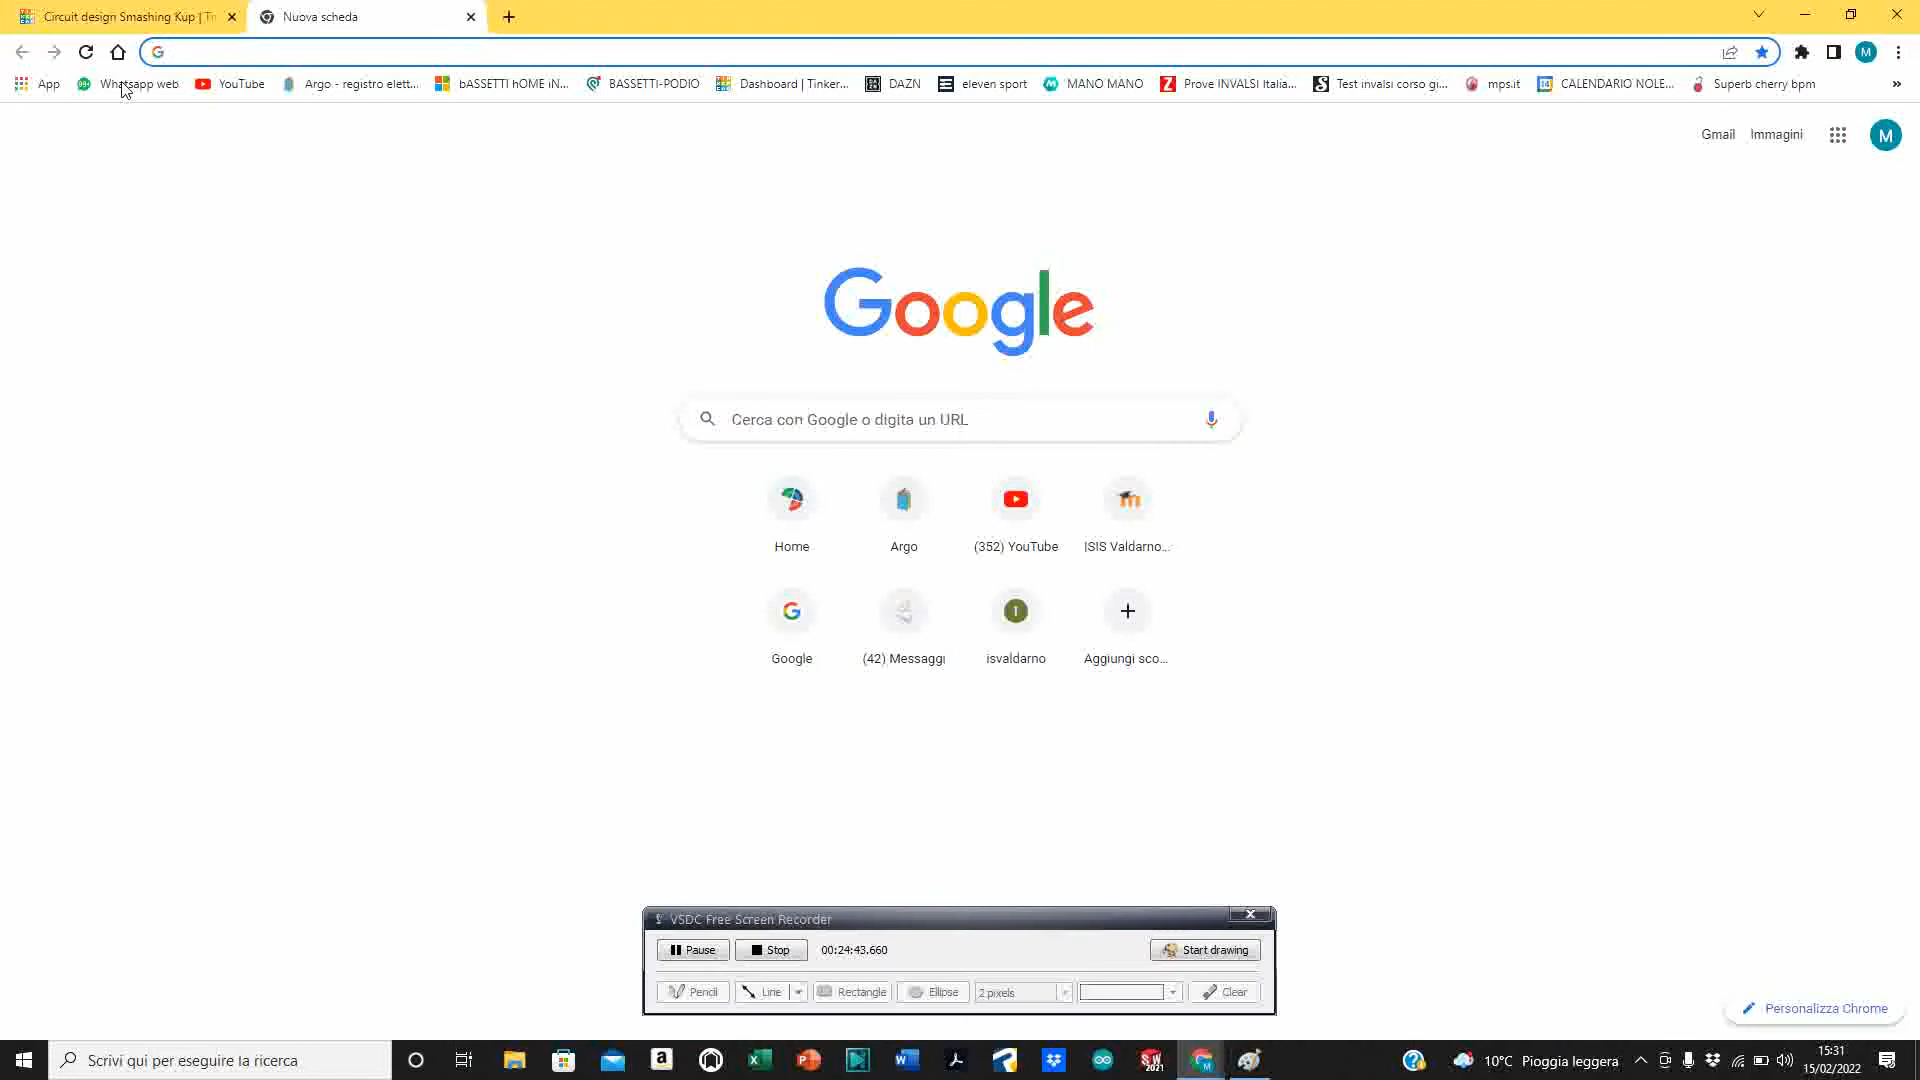 Circuit design Smashing Kup | Tin
Nuova scheda
App
Whatsapp web
YouTube
Argo - registro elett...
bASSETTI hOME iN...
BASSETTI-PODIO
Dashboard | Tinker...
DAZN
eleven sport
MANO MANO
Prove INVALSI Italia...
Test invalsi corso gi...
mps.it
CALENDARIO NOLE...
Superb cherry bpm
»
Gmail
Immagini
M
M
Google
Cerca con Google o digita un URL
Home
Argo
(352) YouTube
ISIS Valdarno...
Google
(42) Messaggi
isvaldarno
Aggiungi sco...
VSDC Free Screen Recorder
Pause
Stop
00:24:43.660
Start drawing
Pencil
Line
Rectangle
Ellipse
2 pixels
Clear
Personalizza Chrome
Scrivi qui per eseguire la ricerca
10°C Pioggia leggera
15:31
15/02/2022